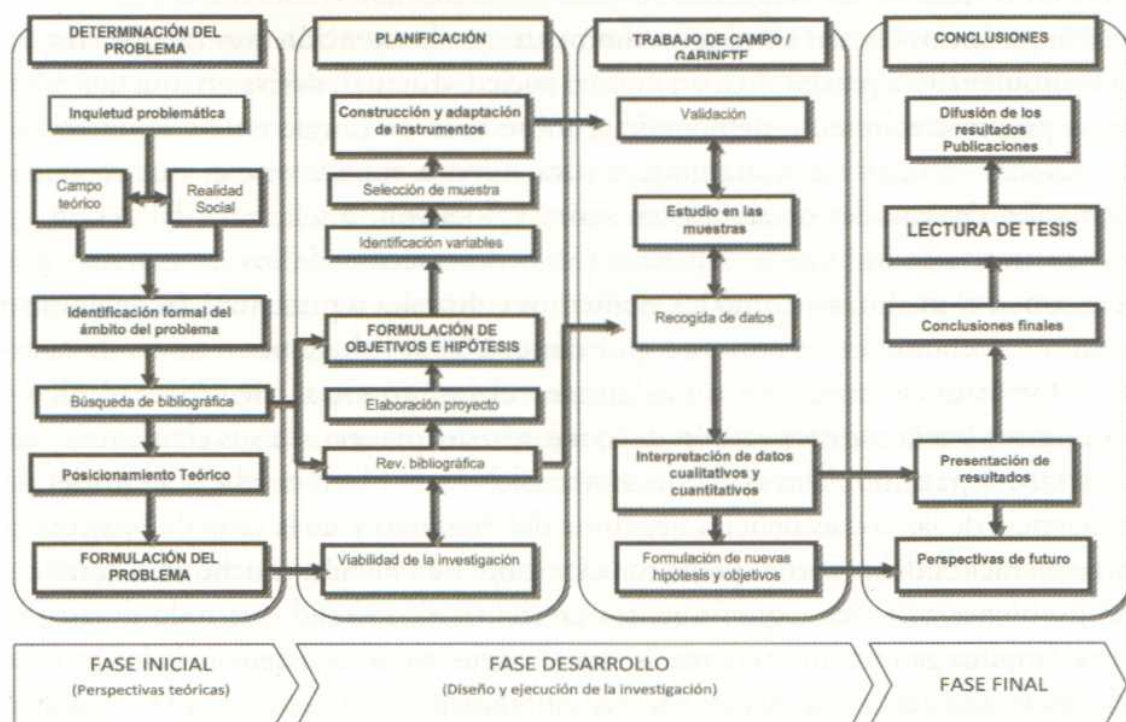 DETERMINACIÓN DEL
PROBLEMA
Inquietud problemática
Campo
teórico
Realidad
Social
Identificación formal del
ámbito del problema
Búsqueda de bibliográfica
Posicionamiento Teórico
FORMULACIÓN DEL
PROBLEMA
PLANIFICACIÓN
Construcción y adaptación
de Instrumentos
Selección de muestra
Identificación variables
FORMULACIÓN DE
OBJETIVOS E HIPÓTESIS
Elaboración proyecto
Rev. bibliográfica
Viabilidad de la investigación
TRABAJO DE CAMPO /
GABINETE
Validación
Estudio en las
muestras
Recogida de datos
Interpretación de datos
cualitativos y
cuantitativos
Formulación de nuevas
hipótesis y objetivos
CONCLUSIONES
Difusión de los
resultados
Publicaciones
LECTURA DE TESIS
Conclusiones finales
Presentación de
resultados
Perspectivas de futuro
FASE INICIAL
(Perspectivas teóricas)
FASE DESARROLLO
(Diseño y ejecución de la investigación)
FASE FINAL